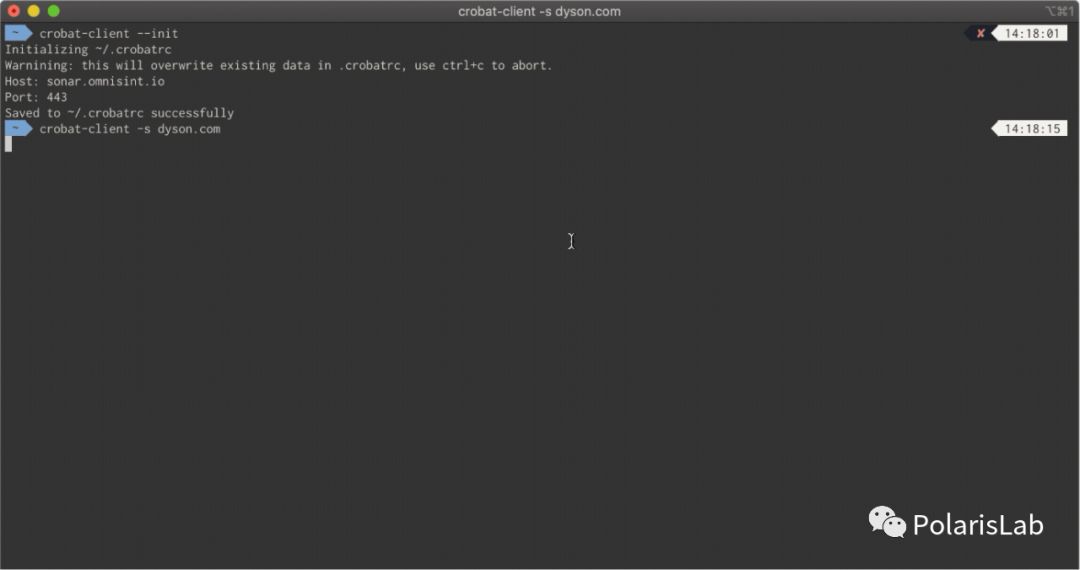 crobat-client -s dyson.com
⌥⌘1
~ crobat-client --init ✘ 14:18:01
Initializing ~/.crobatrc
Warnining: this will overwrite existing data in .crobatrc, use ctrl+c to abort.
Host: sonar.omnisint.io
Port: 443
Saved to ~/.crobatrc successfully
~ crobat-client -s dyson.com 14:18:15
PolarisLab